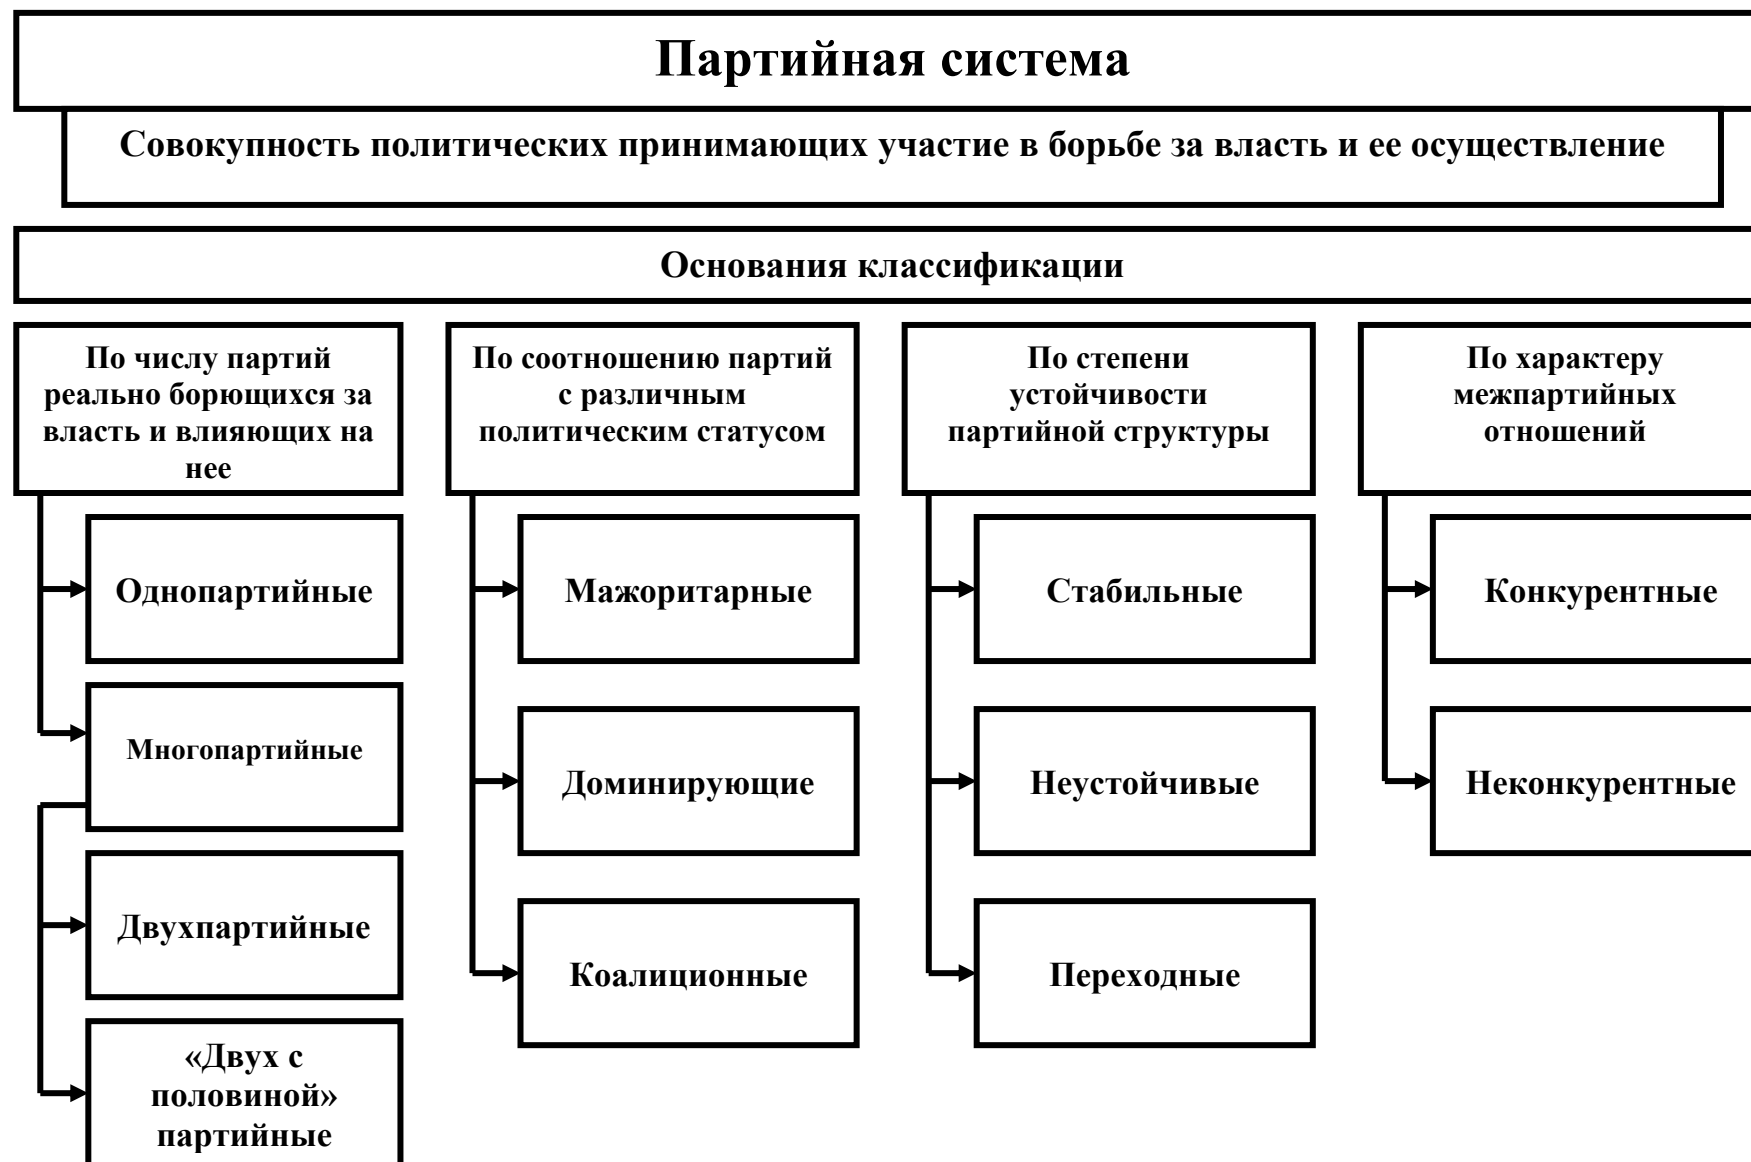 Партийная система
Совокупность политических принимающих участие в борьбе за власть и ее осуществление
Основания классификации
По числу партий
реально борющихся за
власть и влияющих на
нее
Однопартийные
Многопартийные
Двухпартийные
«Двух с
половиной»
партийные
По соотношению партий
с различным
политическим статусом
Мажоритарные
Доминирующие
Коалиционные
По степени
устойчивости
партийной структуры
Стабильные
Неустойчивые
Переходные
По характеру
межпартийных
отношений
Конкурентные
Неконкурентные